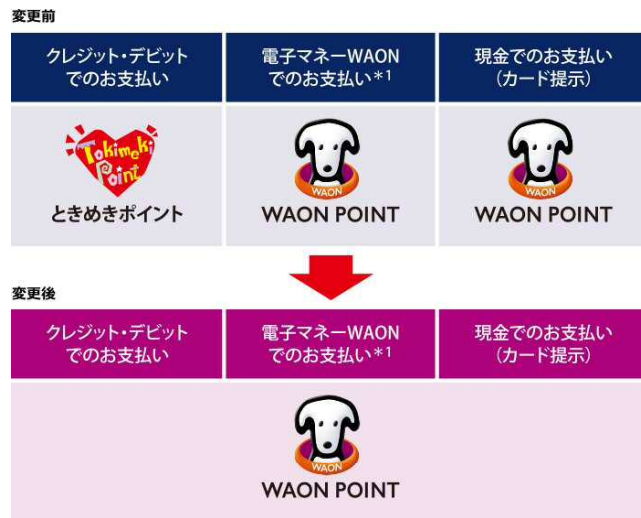 変更前
クレジット・デビット
でのお支払い
電子マネーWAON
でのお支払い*1
現金でのお支払い
(カード提示)
Tokimeki
Point
ときめきポイント
WAON
WAON POINT
WAON
WAON POINT
変更後
クレジット・デビット
でのお支払い
電子マネーWAON
でのお支払い*1
現金でのお支払い
(カード提示)
WAON
WAON POINT